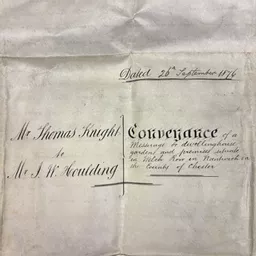 Dated 26th September 1876
Mr Thomas Knight
to
Mr S. W. Houlding
Conveyance of a
Messuage or dwellinghouse
garden and premises situate
in Welsh Row in Nantwich in
the County of Chester